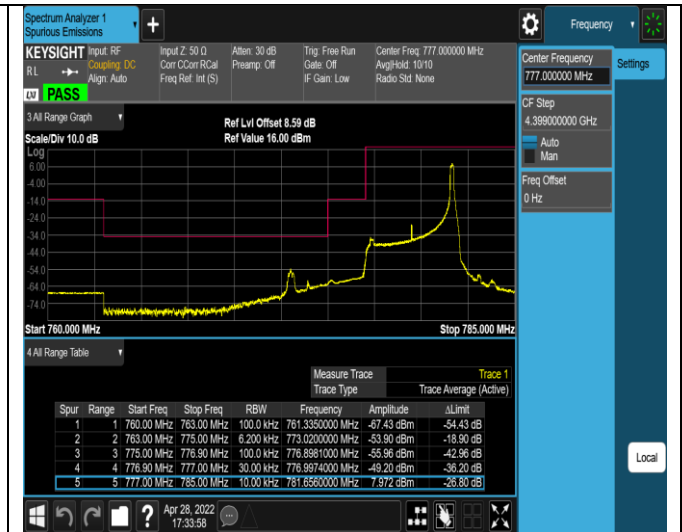 Spectrum Analyzer 1
Spurious Emissions
+
Frequency
KEYSIGHT
RL
PASS
Input: RF
Coupling: DC
Align: Auto
Input Z: 50 Ω
Corr CCorr RCal
Freq Ref: Int (S)
Atten: 30 dB
Preamp: Off
Trig: Free Run
Gate: Off
IF Gain: Low
Center Freq: 777.000000 MHz
Avg|Hold: 10/10
Radio Std: None
Center Frequency
777.000000 MHz
Settings
CF Step
4.399000000 GHz
Auto
Man
Freq Offset
0 Hz
Local
3 All Range Graph
Scale/Div 10.0 dB
Ref Lvl Offset 8.59 dB
Ref Value 16.00 dBm
Log
6.00
-4.00
-14.0
-24.0
-34.0
-44.0
-54.0
-64.0
-74.0
Start 760.000 MHz
Stop 785.000 MHz
4 All Range Table
Measure Trace Trace 1
Trace Type Trace Average (Active)
Spur Range Start Freq Stop Freq RBW Frequency Amplitude ΔLimit
1 1 760.00 MHz 763.00 MHz 100.0 kHz 761.3350000 MHz -67.43 dBm -54.43 dB
2 2 763.00 MHz 775.00 MHz 6.200 kHz 773.0200000 MHz -53.90 dBm -18.90 dB
3 3 775.00 MHz 776.90 MHz 100.0 kHz 776.8981000 MHz -55.96 dBm -42.96 dB
4 4 776.90 MHz 777.00 MHz 30.00 kHz 776.9974000 MHz -49.20 dBm -36.20 dB
5 5 777.00 MHz 785.00 MHz 10.00 kHz 781.6560000 MHz 7.972 dBm -26.80 dB
?
Apr 28, 2022
17:33:58